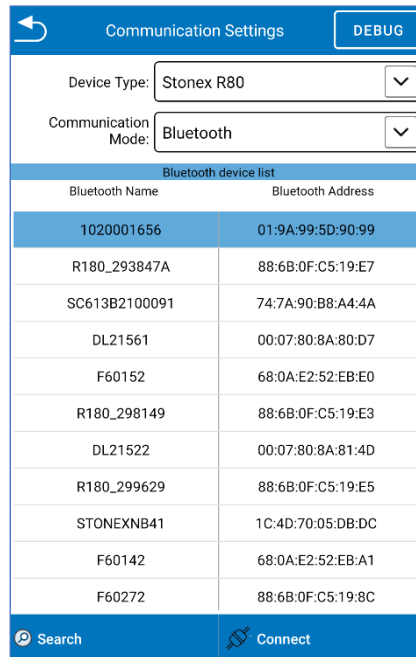 Communication Settings DEBUG
Device Type: Stonex R80
Communication
Mode: Bluetooth
Bluetooth device list
Bluetooth Name Bluetooth Address
1020001656 01:9A:99:5D:90:99
R180_293847A 88:6B:0F:C5:19:E7
SC613B2100091 74:7A:90:B8:A4:4A
DL21561 00:07:80:8A:80:D7
F60152 68:0A:E2:52:EB:E0
R180_298149 88:6B:0F:C5:19:E3
DL21522 00:07:80:8A:81:4D
R180_299629 88:6B:0F:C5:19:E5
STONEXNB41 1C:4D:70:05:DB:DC
F60142 68:0A:E2:52:EB:A1
F60272 88:6B:0F:C5:19:8C
Search Connect